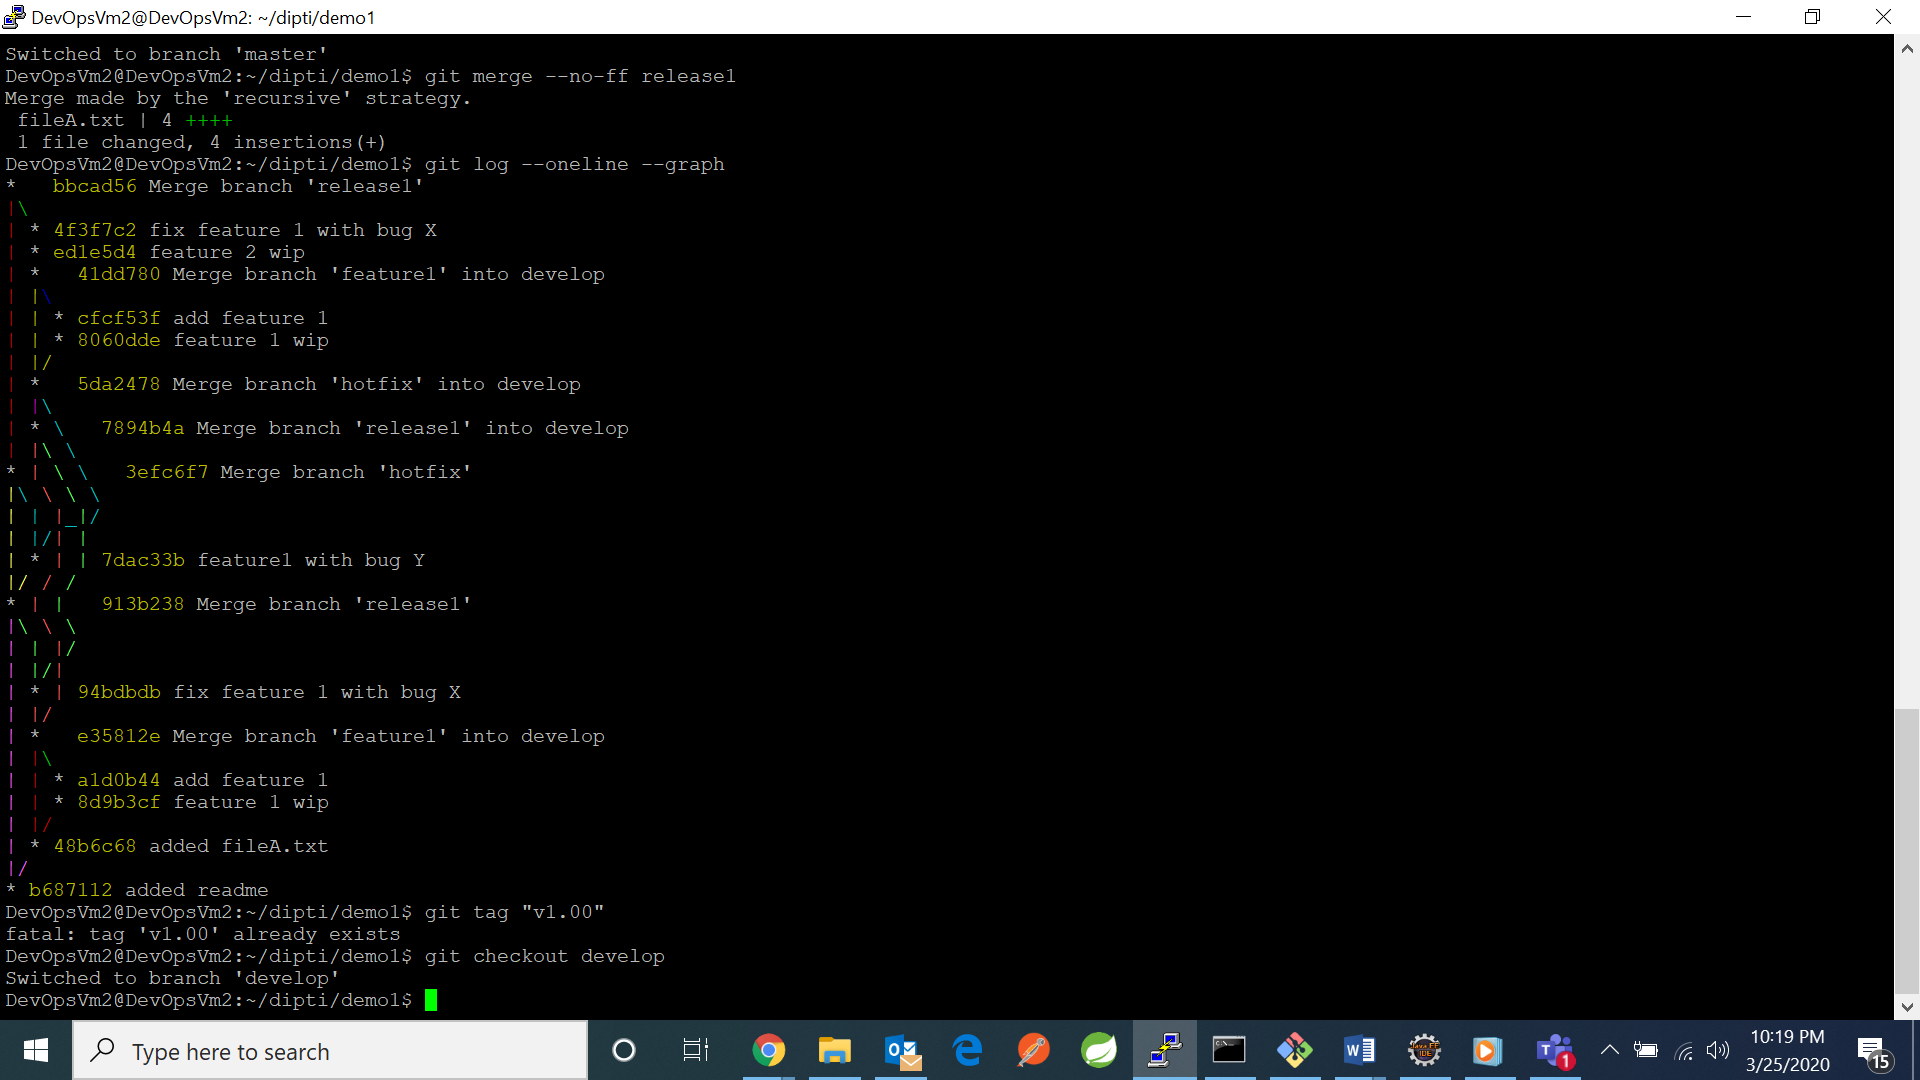 DevOpsVm2@DevOpsVm2: ~/dipti/demo1
Switched to branch 'master'
DevOpsVm2@DevOpsVm2:~/dipti/demo1$ git merge --no-ff release1
Merge made by the 'recursive' strategy.
 fileA.txt | 4 ++++
 1 file changed, 4 insertions(+)
DevOpsVm2@DevOpsVm2:~/dipti/demo1$ git log --oneline --graph
*   bbcad56 Merge branch 'release1'
|\
| * 4f3f7c2 fix feature 1 with bug X
| * ed1e5d4 feature 2 wip
| *   41dd780 Merge branch 'feature1' into develop
| |\
| | * cfcf53f add feature 1
| | * 8060dde feature 1 wip
| |/
| *   5da2478 Merge branch 'hotfix' into develop
| |\
| * \   7894b4a Merge branch 'release1' into develop
| |\ \
* | \ \   3efc6f7 Merge branch 'hotfix'
|\ \ \ \
| | |_|/
| |/| |
| * | | 7dac33b feature1 with bug Y
|/ / /
* | |   913b238 Merge branch 'release1'
|\ \ \
| | |/
| |/|
| * | 94bdbdb fix feature 1 with bug X
| |/
| *   e35812e Merge branch 'feature1' into develop
| |\
| | * a1d0b44 add feature 1
| | * 8d9b3cf feature 1 wip
| |/
| * 48b6c68 added fileA.txt
|/
* b687112 added readme
DevOpsVm2@DevOpsVm2:~/dipti/demo1$ git tag "v1.00"
fatal: tag 'v1.00' already exists
DevOpsVm2@DevOpsVm2:~/dipti/demo1$ git checkout develop
Switched to branch 'develop'
DevOpsVm2@DevOpsVm2:~/dipti/demo1$
Type here to search
10:19 PM
3/25/2020
1
15